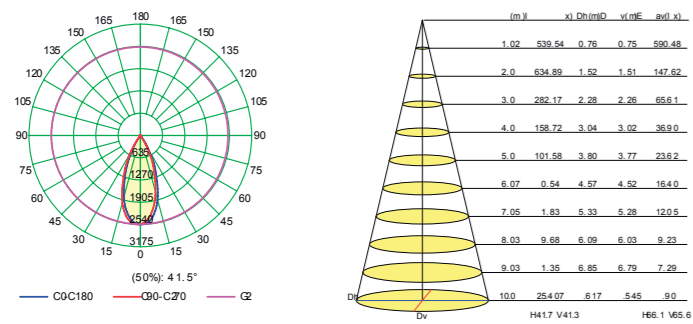 180
165 165
150 150
135 135
120 120
105 105
90 90
75 75
60 60
45 45
30 30
15 15
0
635
1270
1905
2540
3175
(50%): 41.5°
C0-C180 C90-C270 G2
(m)l x) Dh(m)D v(m)E av(l x)
1.02 539.54 0.76 0.75 590.48
2.0 634.89 1.52 1.51 147.62
3.0 282.17 2.28 2.26 65.61
4.0 158.72 3.04 3.02 36.90
5.0 101.58 3.80 3.77 23.62
6.07 0.54 4.57 4.52 16.40
7.05 1.83 5.33 5.28 12.05
8.03 9.68 6.09 6.03 9.23
9.03 1.35 6.85 6.79 7.29
10.0 25.407 .617 .545 .90
Dh
Dv
H41.7 V41.3 H66.1 V65.6